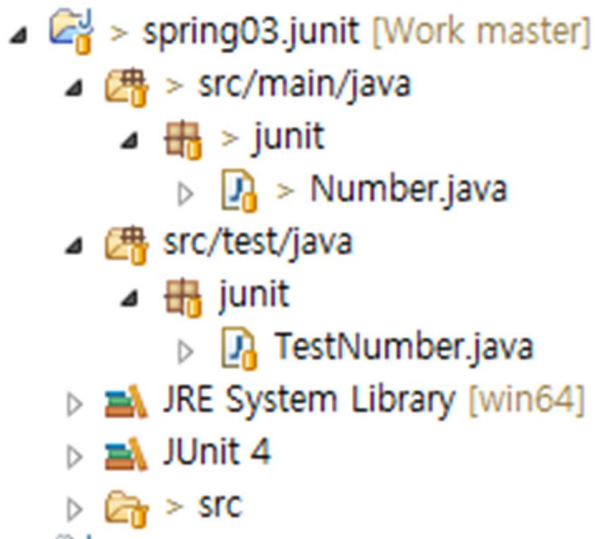 > spring03.junit [Work master]
> src/main/java
> junit
> Number.java
src/test/java
junit
TestNumber.java
JRE System Library [win64]
JUnit 4
> src